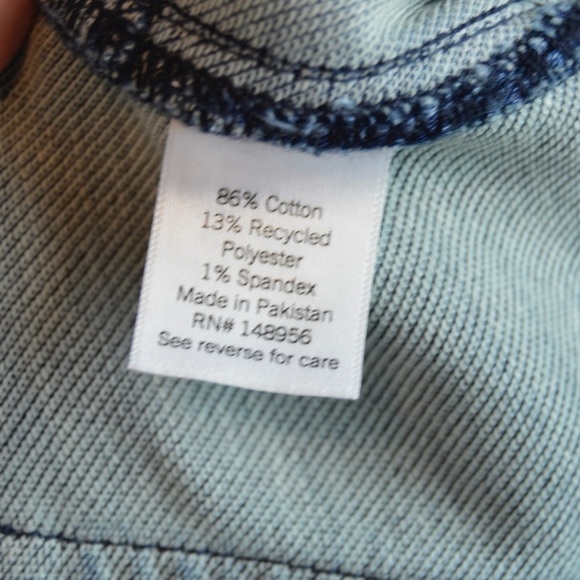 86% Cotton
13% Recycled
Polyester
1% Spandex
Made in Pakistan
RN# 148956
See reverse for care